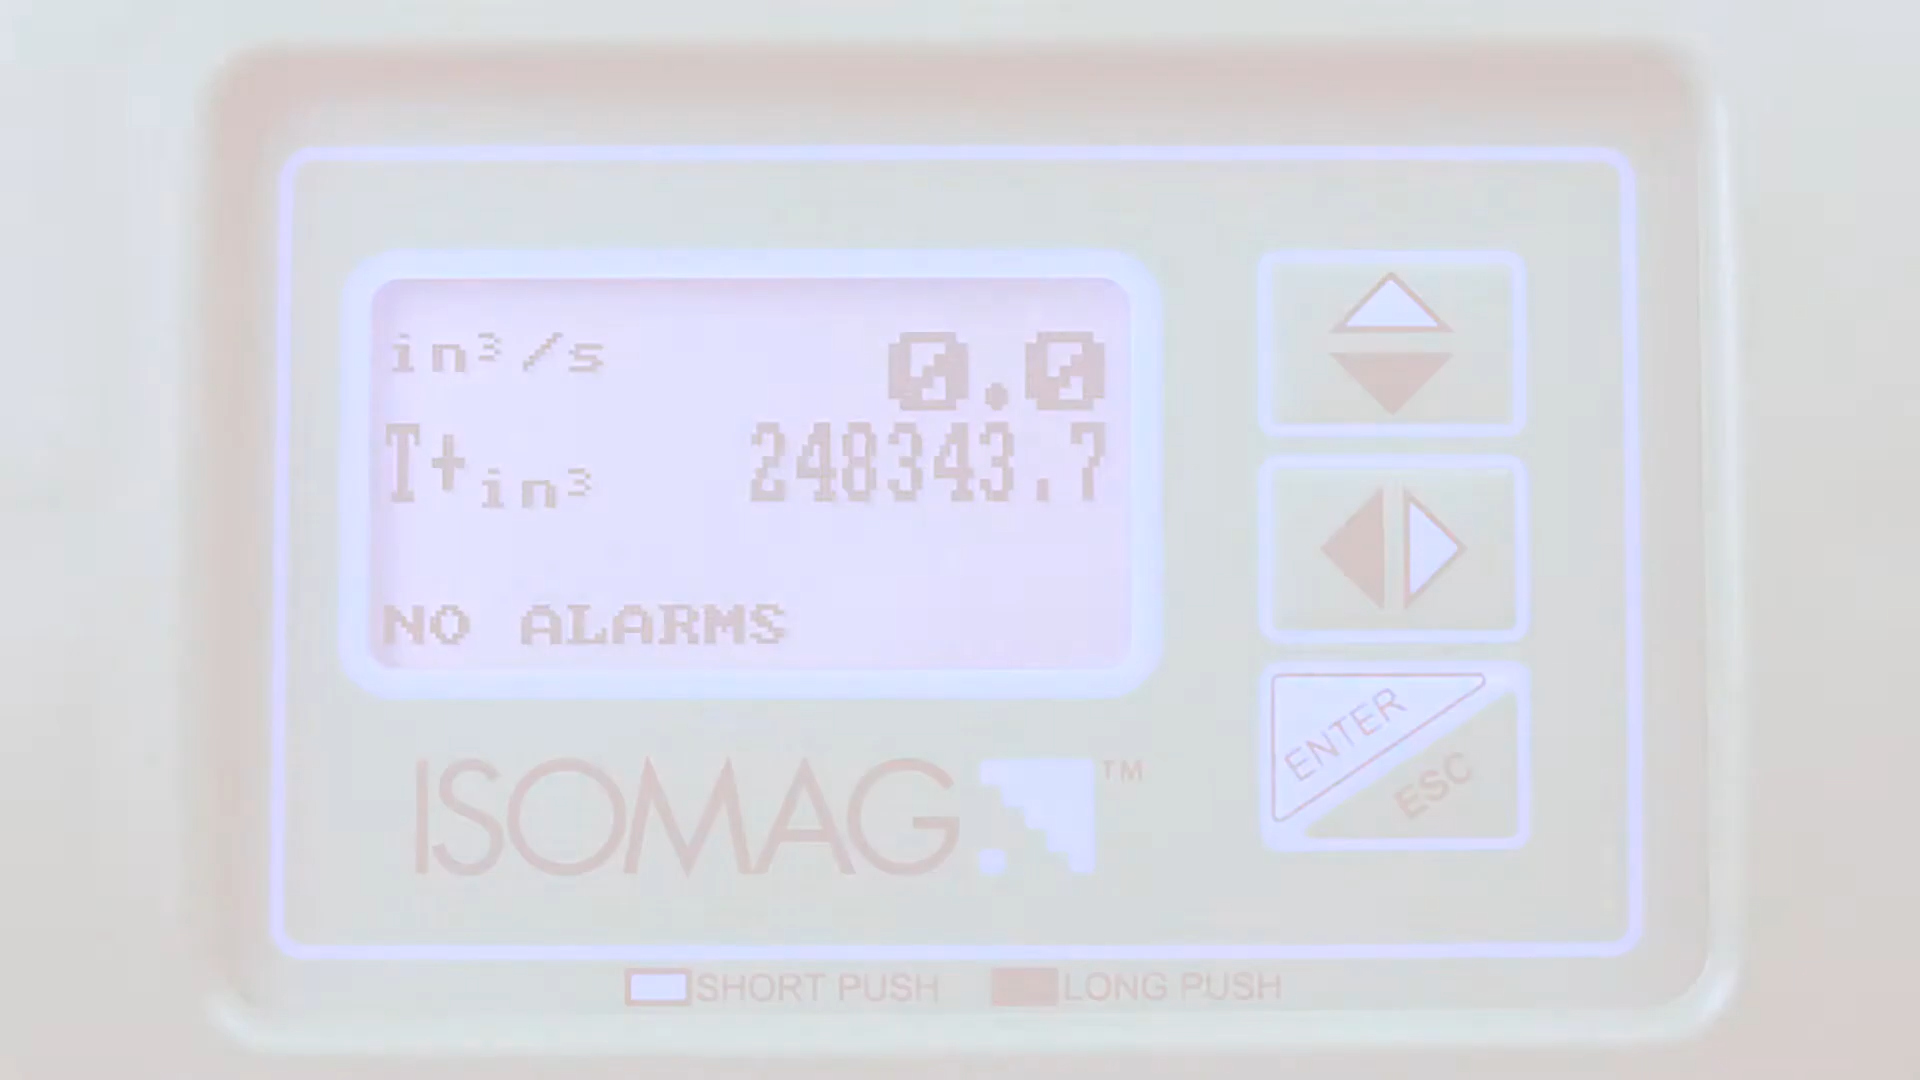 in³/s 0.0
T+in³ 248343.7
NO ALARMS
ISOMAG™
ENTER
ESC
SHORT PUSH LONG PUSH